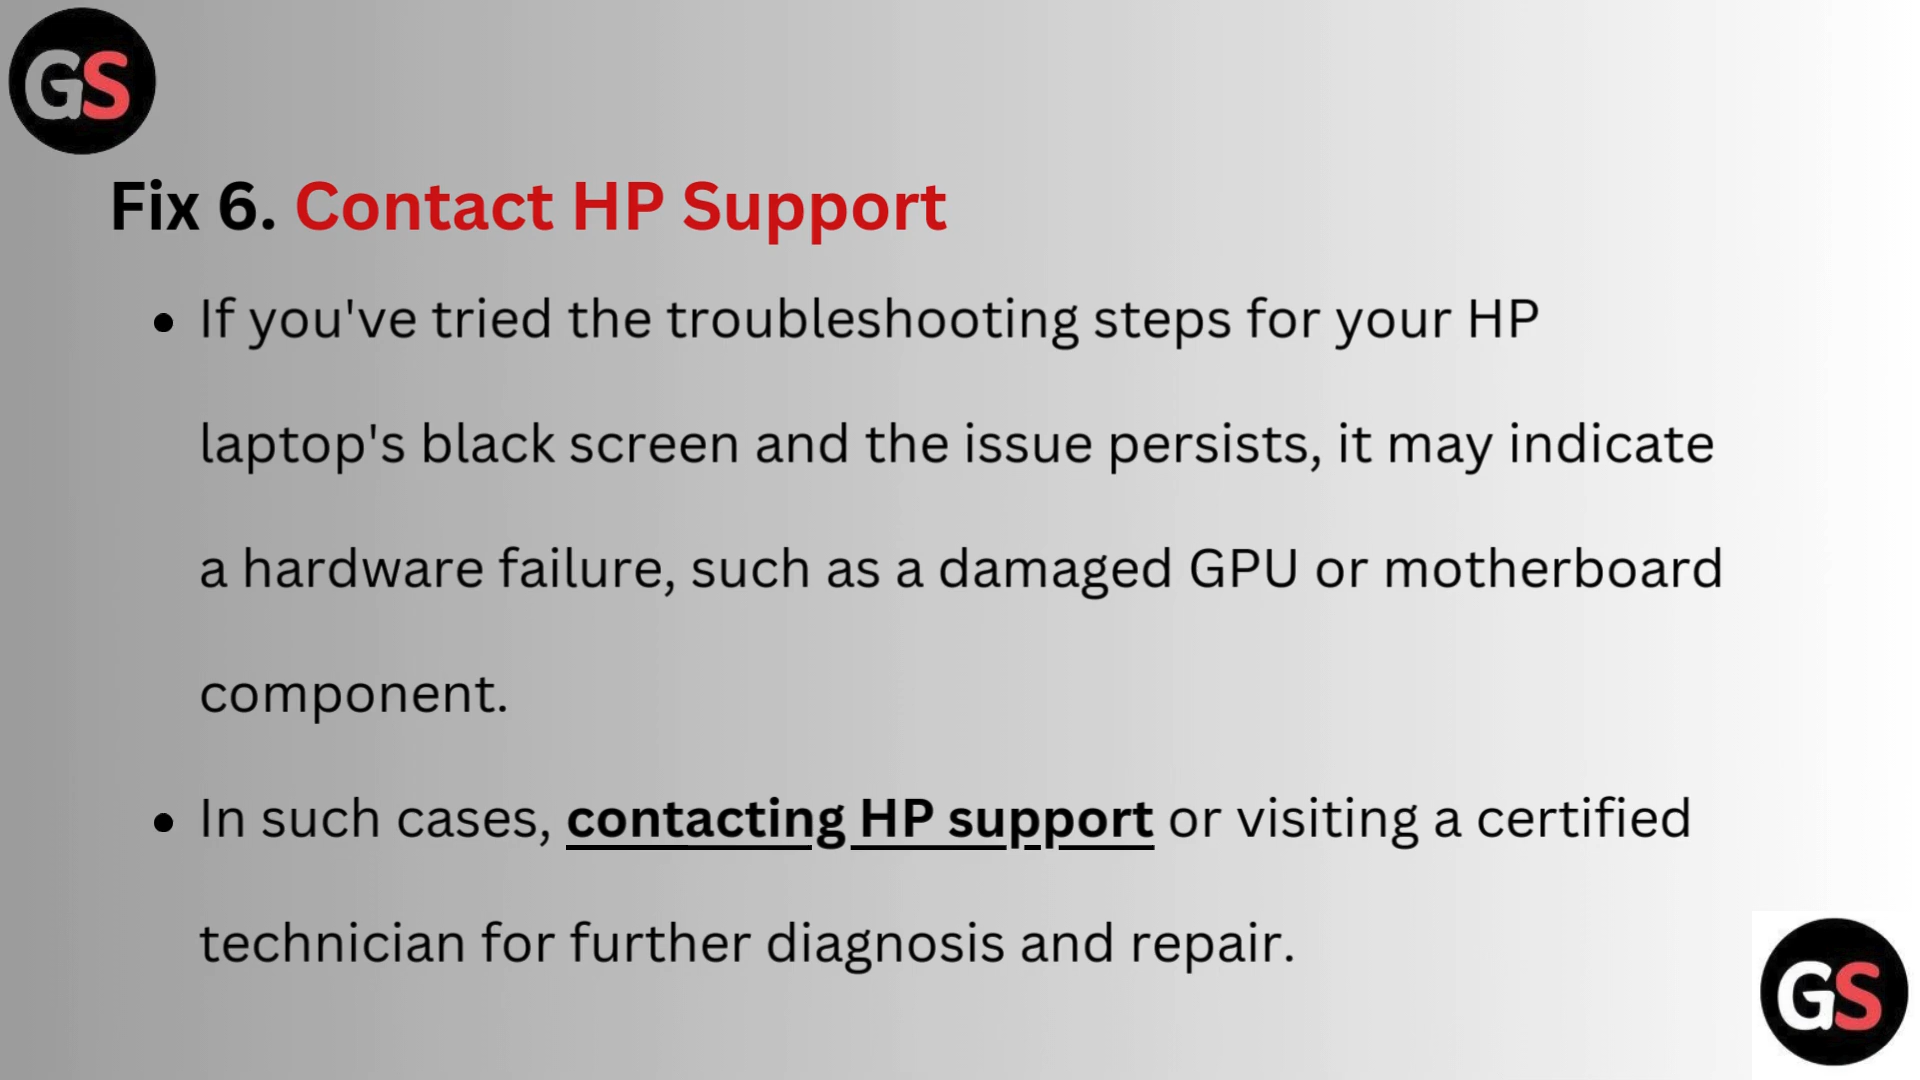 GS
Fix 6. Contact HP Support
• If you've tried the troubleshooting steps for your HP
laptop's black screen and the issue persists, it may indicate
a hardware failure, such as a damaged GPU or motherboard
component.
• In such cases, contacting HP support or visiting a certified
technician for further diagnosis and repair.
GS